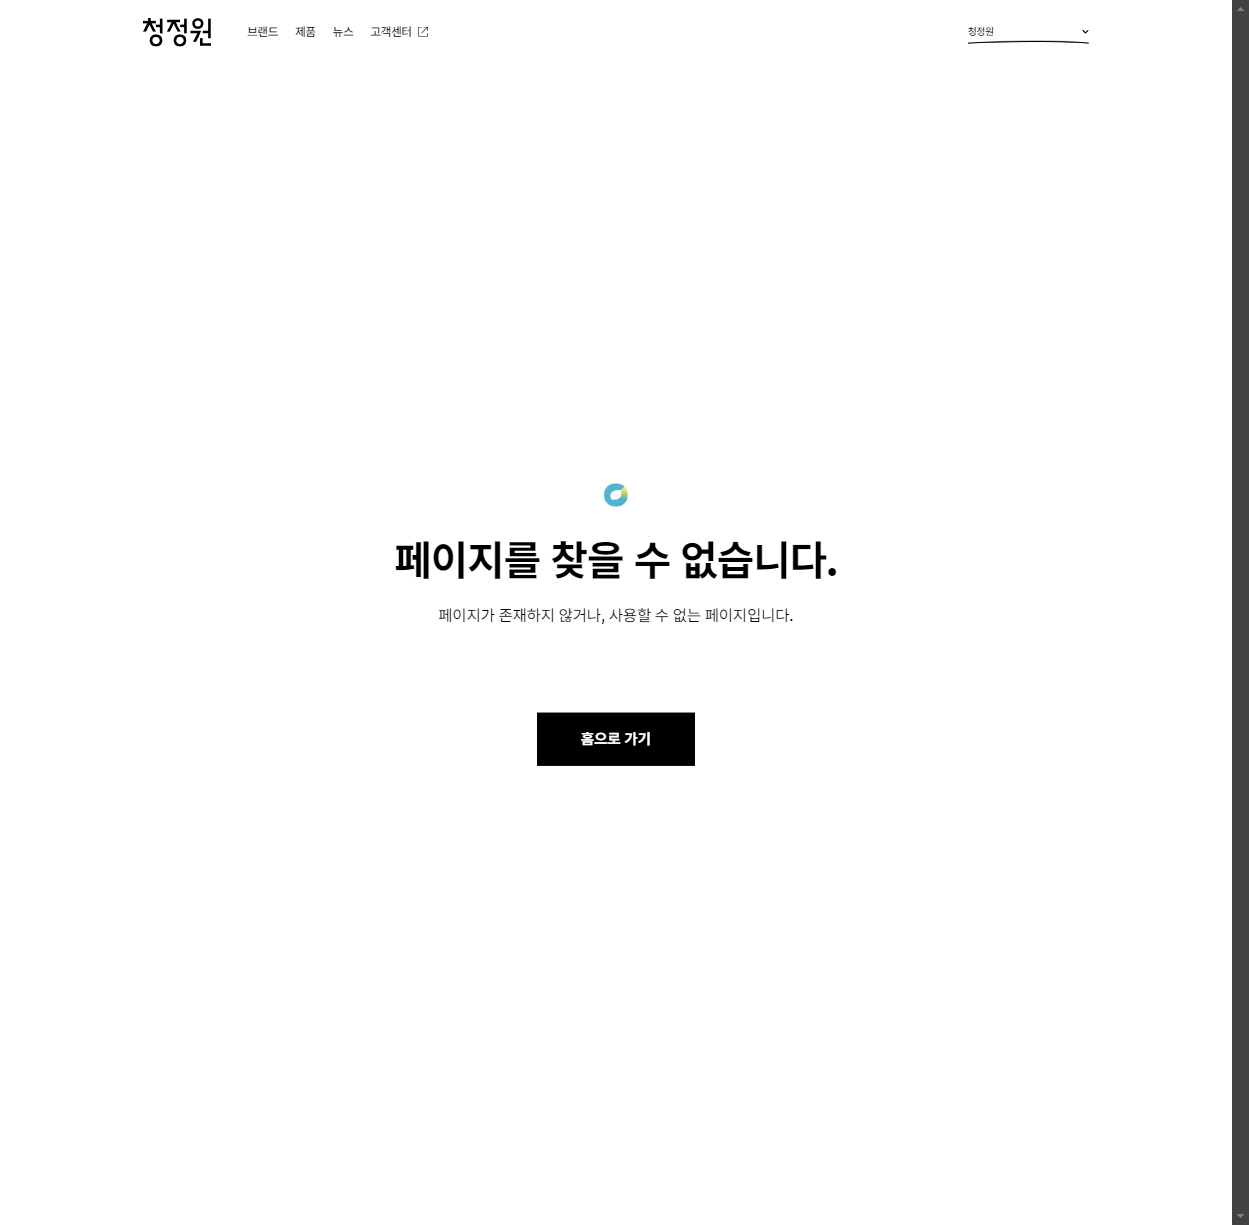 청정원
브랜드 제품 뉴스 고객센터
청정원
페이지를 찾을 수 없습니다.
페이지가 존재하지 않거나, 사용할 수 없는 페이지입니다.
홈으로 가기